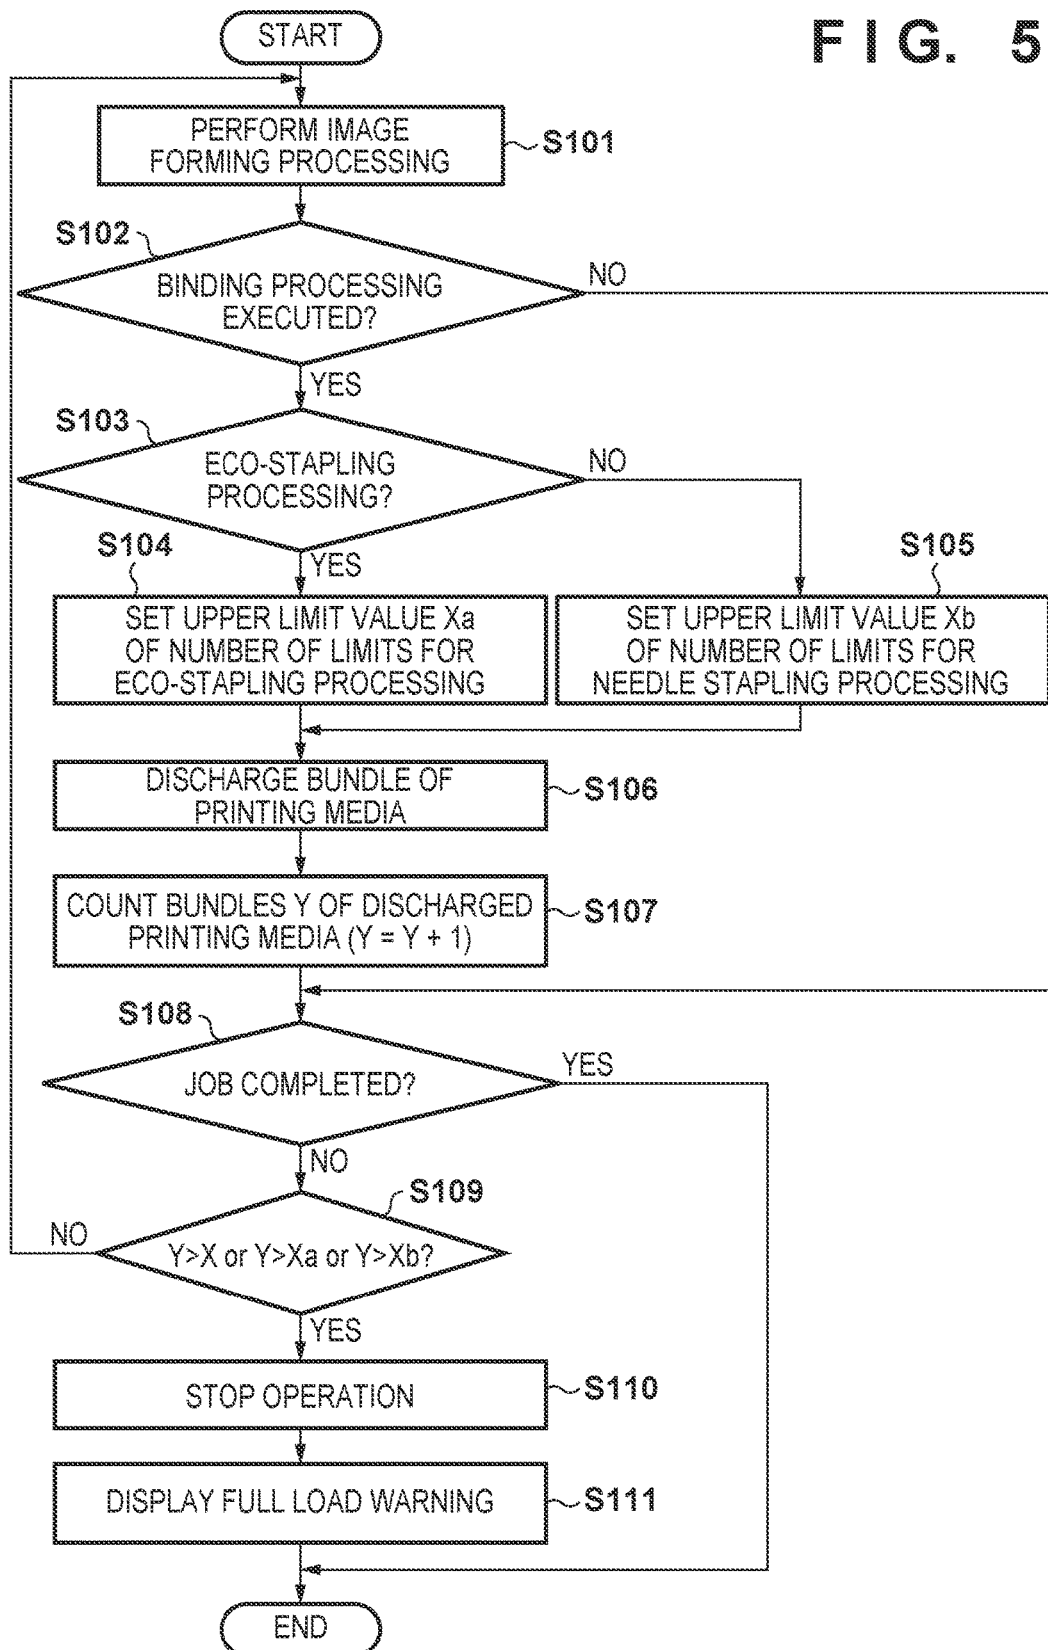 FIG. 5
START
PERFORM IMAGE
FORMING PROCESSING
S101
S102
BINDING PROCESSING
EXECUTED?
NO
YES
S103
ECO-STAPLING
PROCESSING?
NO
YES
S104
SET UPPER LIMIT VALUE Xa
OF NUMBER OF LIMITS FOR
ECO-STAPLING PROCESSING
S105
SET UPPER LIMIT VALUE Xb
OF NUMBER OF LIMITS FOR
NEEDLE STAPLING PROCESSING
DISCHARGE BUNDLE OF
PRINTING MEDIA
S106
COUNT BUNDLES Y OF DISCHARGED
PRINTING MEDIA (Y = Y + 1)
S107
S108
JOB COMPLETED?
YES
NO
S109
Y>X or Y>Xa or Y>Xb?
NO
YES
STOP OPERATION
S110
DISPLAY FULL LOAD WARNING
S111
END